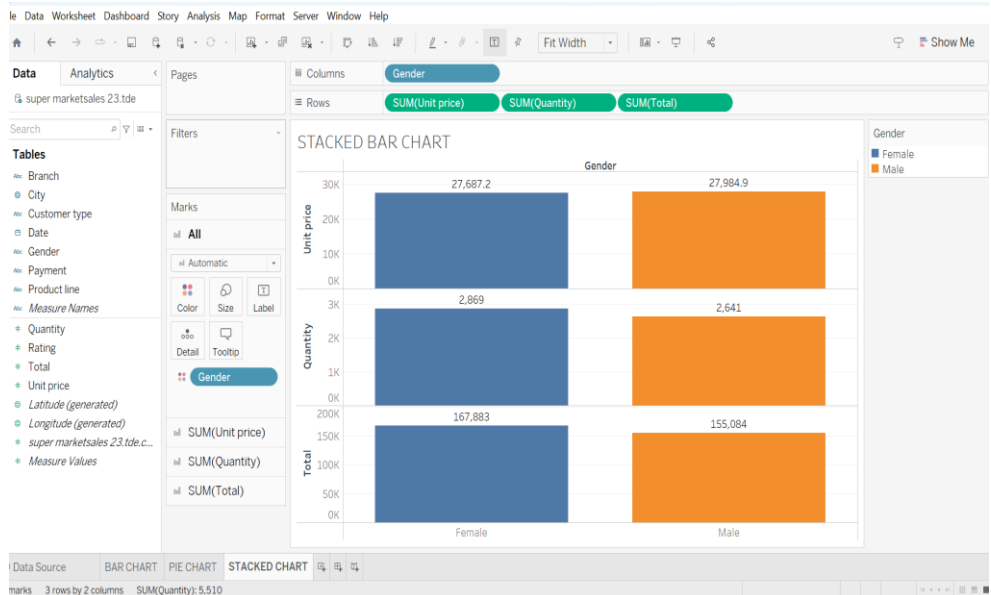 le Data Worksheet Dashboard Story Analysis Map Format Server Window Help
Fit Width
Show Me
Data Analytics
super marketsales 23.tde
Search
Tables
Abc Branch
City
Abc Customer type
Date
Abc Gender
Abc Payment
Abc Product line
Abc Measure Names
# Quantity
# Rating
# Total
# Unit price
Latitude (generated)
Longitude (generated)
# super marketsales 23.tde.c...
# Measure Values
Pages
Filters
Marks
All
Automatic
Color Size Label
Detail Tooltip
Gender
SUM(Unit price)
SUM(Quantity)
SUM(Total)
Columns Gender
Rows SUM(Unit price) SUM(Quantity) SUM(Total)
STACKED BAR CHART
Gender
Unit price
30K
20K
10K
0K
27,687.2 27,984.9
Quantity
3K
2K
1K
0K
2,869 2,641
Total
200K
150K
100K
50K
0K
167,883 155,084
Female Male
Gender
Female
Male
Data Source BAR CHART PIE CHART STACKED CHART
marks 3 rows by 2 columns SUM(Quantity): 5,510